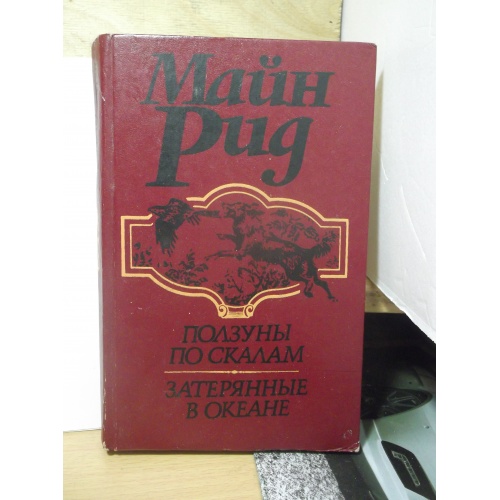 Майн
Рид
ПОЛЗУНЫ
ПО СКАЛАМ
ЗАТЕРЯННЫЕ
В ОКЕАНЕ